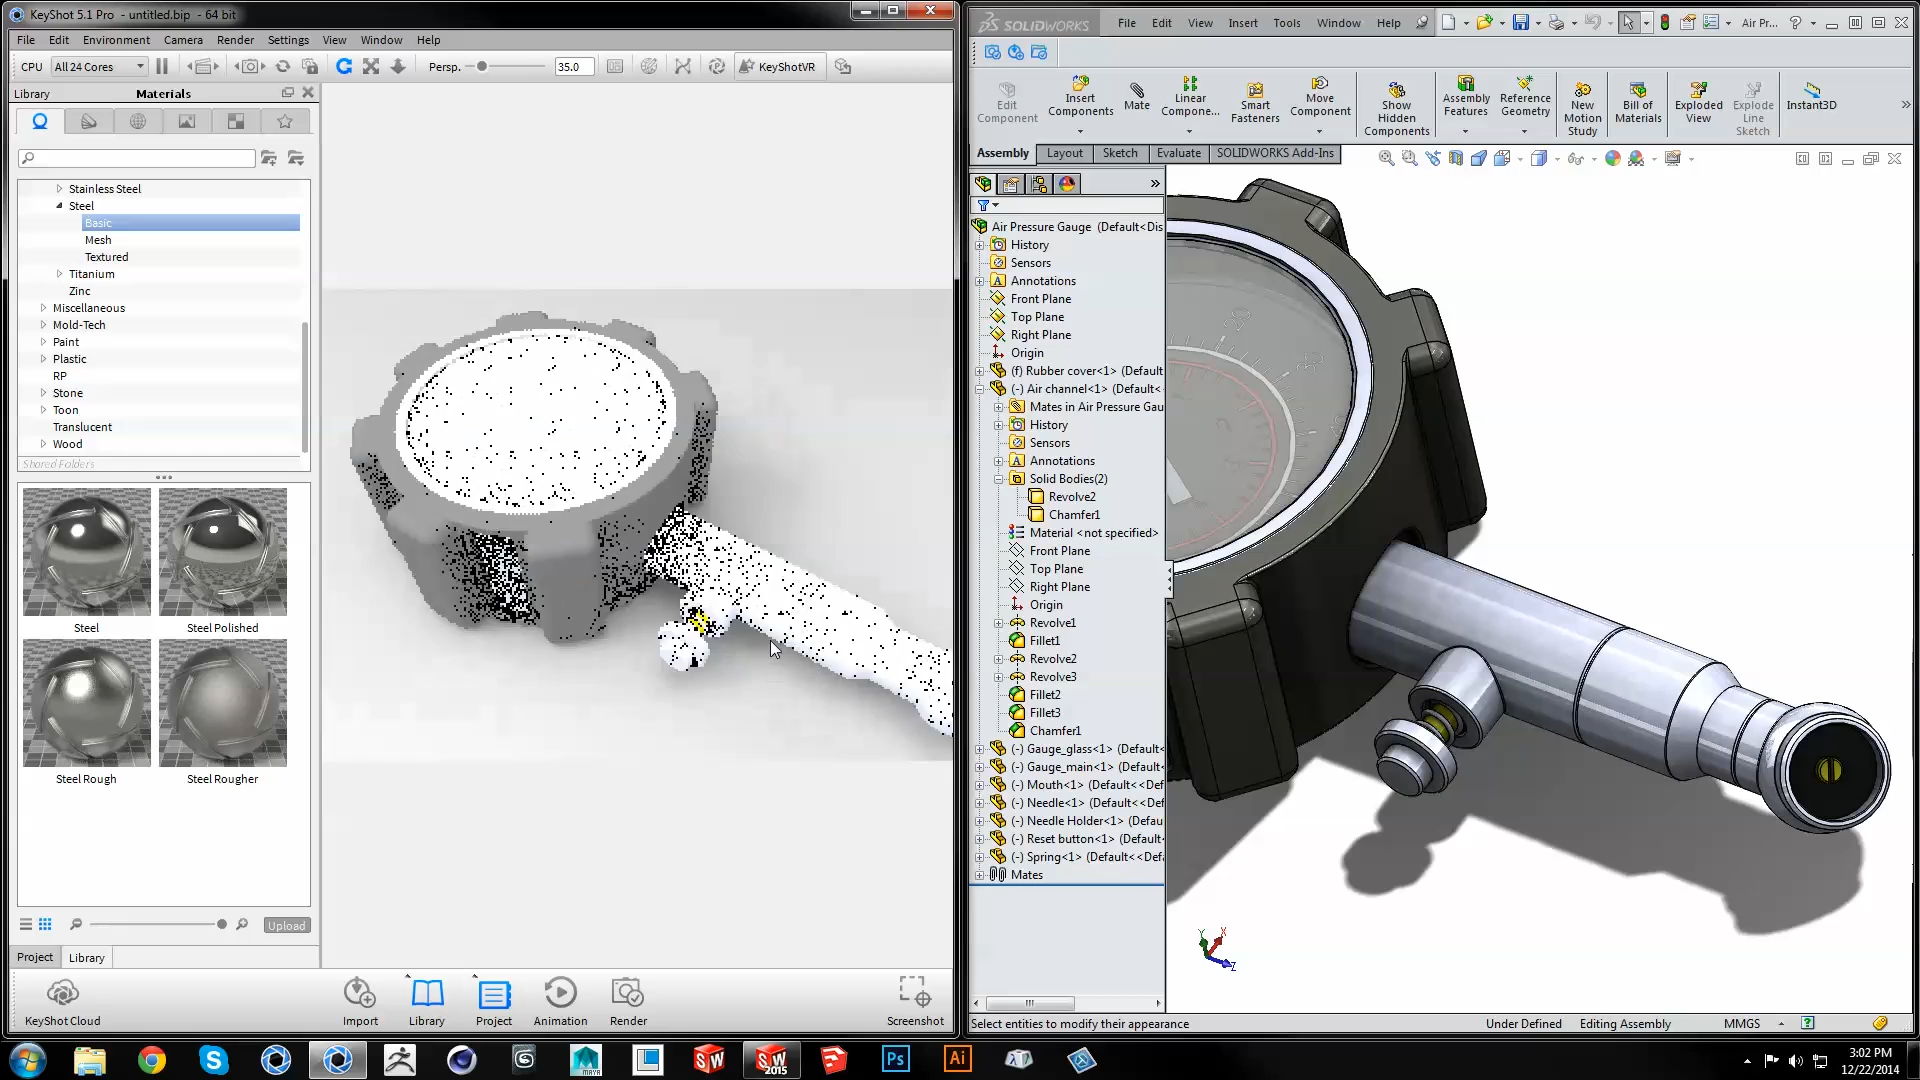 KeyShot 5.1 Pro - untitled.bip - 64 bit
File Edit Environment Camera Render Settings View Window Help
CPU All 24 Cores Persp. 35.0 KeyShotVR
Library Materials
Stainless Steel
Steel
Basic
Mesh
Textured
Titanium
Zinc
Miscellaneous
Mold-Tech
Paint
Plastic
RP
Stone
Toon
Translucent
Wood
Shared Folders
Steel Steel Polished
Steel Rough Steel Rougher
Upload
Project Library
KeyShot Cloud Import Library Project Animation Render Screenshot
SOLIDWORKS File Edit View Insert Tools Window Help Air Pr...
Edit Component
Insert Components
Mate
Linear Compone...
Smart Fasteners
Move Component
Show Hidden Components
Assembly Features
Reference Geometry
New Motion Study
Bill of Materials
Exploded View
Explode Line Sketch
Instant3D
Assembly Layout Sketch Evaluate SOLIDWORKS Add-Ins
Air Pressure Gauge (Default<Dis
History
Sensors
Annotations
Front Plane
Top Plane
Right Plane
Origin
(f) Rubber cover<1> (Default
(-) Air channel<1> (Default<
Mates in Air Pressure Gau
History
Sensors
Annotations
Solid Bodies(2)
Revolve2
Chamfer1
Material <not specified>
Front Plane
Top Plane
Right Plane
Origin
Revolve1
Fillet1
Revolve2
Revolve3
Fillet2
Fillet3
Chamfer1
(-) Gauge_glass<1> (Default<
(-) Gauge_main<1> (Default<
(-) Mouth<1> (Default<<Def
(-) Needle<1> (Default<<Def
(-) Needle Holder<1> (Defau
(-) Reset button<1> (Default<
(-) Spring<1> (Default<<Defa
Mates
Y X Z
Select entities to modify their appearance Under Defined Editing Assembly MMGS
MAYA SW SW 2015 Ps Ai
3:02 PM
12/22/2014